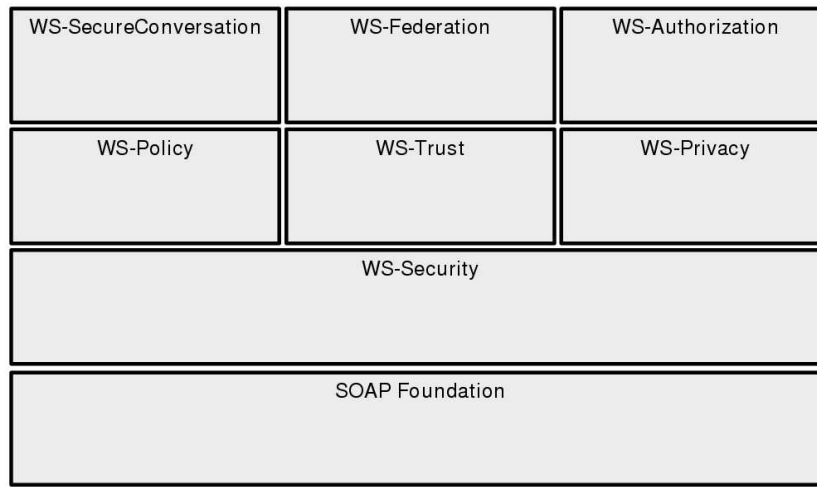 WS-SecureConversation
WS-Federation
WS-Authorization
WS-Policy
WS-Trust
WS-Privacy
WS-Security
SOAP Foundation